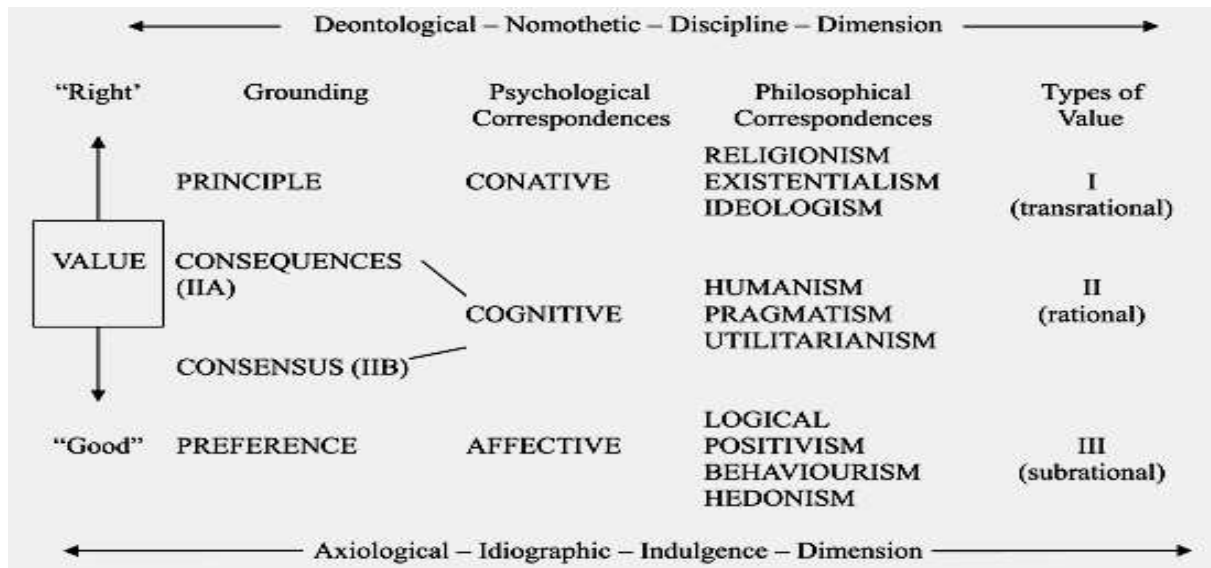 Deontological – Nomothetic – Discipline – Dimension
“Right’ Grounding Psychological Correspondences Philosophical Correspondences Types of Value
PRINCIPLE CONATIVE RELIGIONISM EXISTENTIALISM IDEOLOGISM I (transrational)
VALUE CONSEQUENCES (IIA)
COGNITIVE HUMANISM PRAGMATISM UTILITARIANISM II (rational)
CONSENSUS (IIB)
“Good” PREFERENCE AFFECTIVE LOGICAL POSITIVISM BEHAVIOURISM HEDONISM III (subrational)
Axiological – Idiographic – Indulgence – Dimension